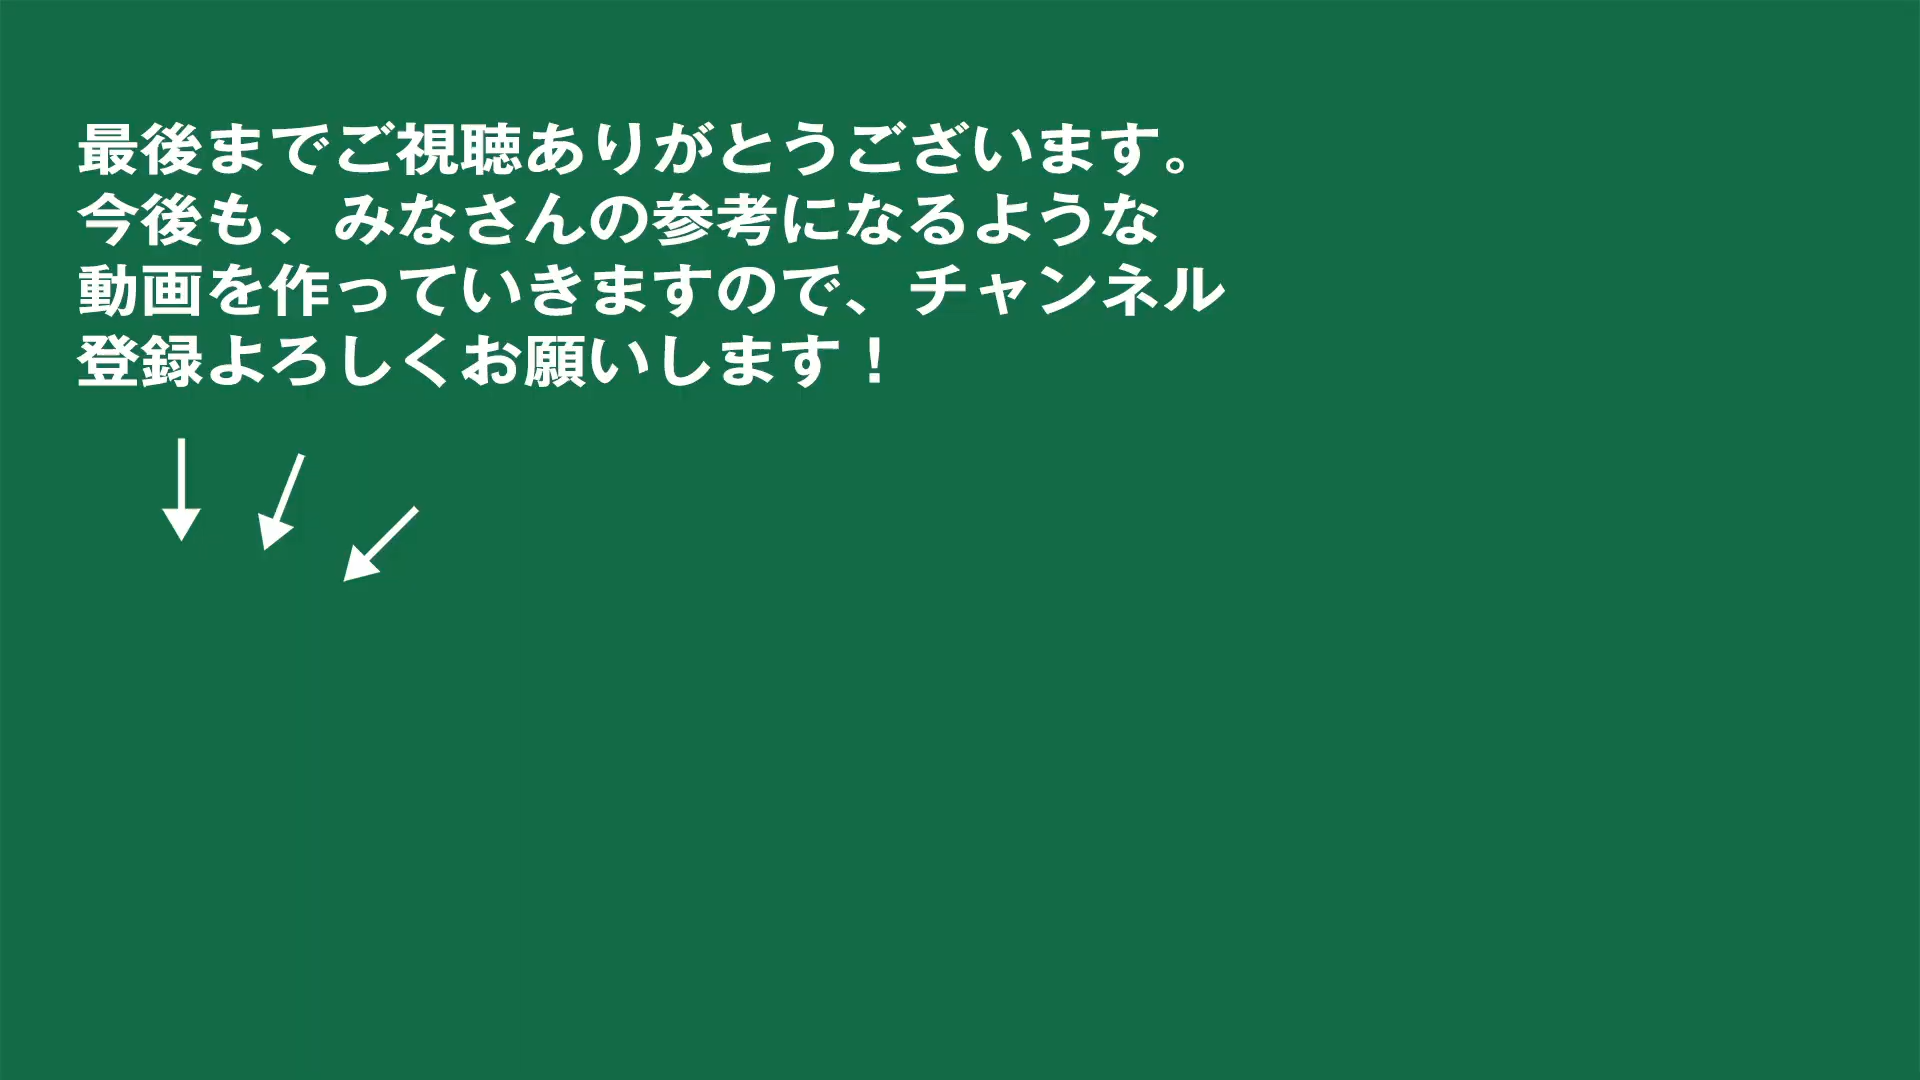 最後までご視聴ありがとうございます。
今後も、みなさんの参考になるような
動画を作っていきますので、チャンネル
登録よろしくお願いします！